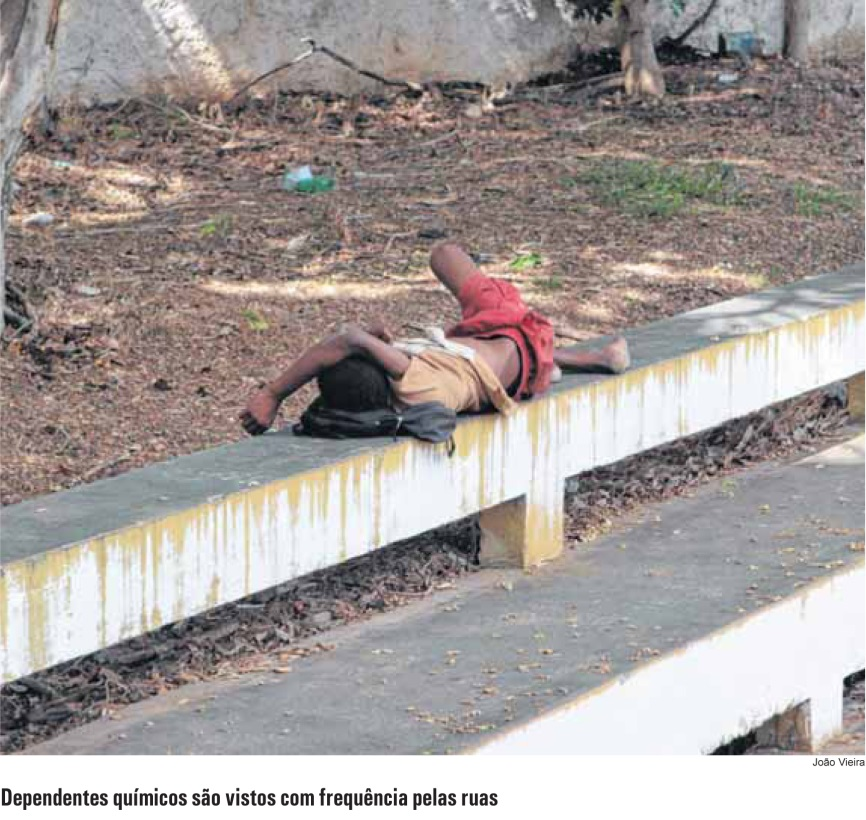 João Vieira
Dependentes químicos são vistos com frequência pelas ruas